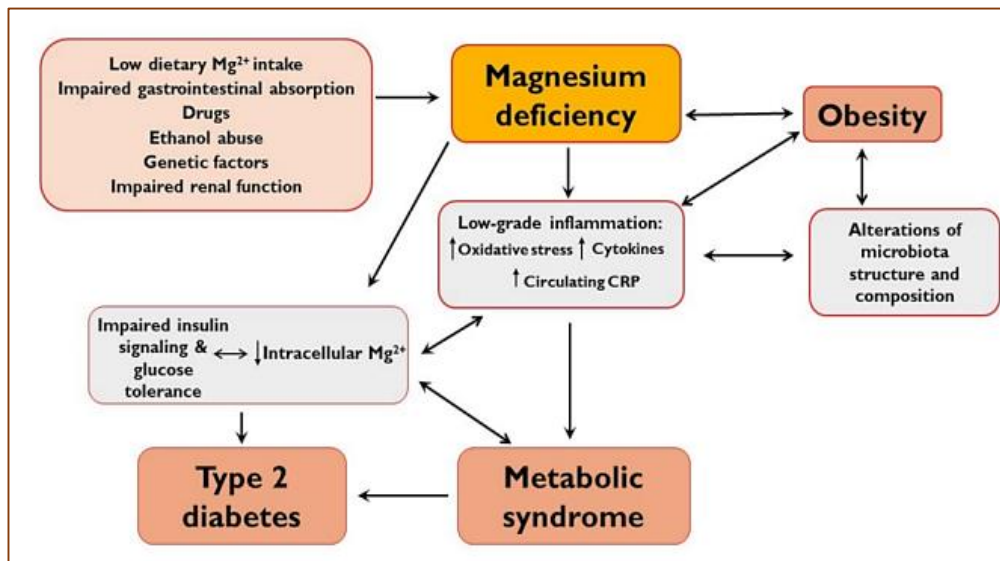 Low dietary Mg²⁺ intake
Impaired gastrointestinal absorption
Drugs
Ethanol abuse
Genetic factors
Impaired renal function
Magnesium
deficiency
Obesity
Low-grade inflammation:
↑Oxidative stress ↑ Cytokines
↑ Circulating CRP
Alterations of
microbiota
structure and
composition
Impaired insulin
signaling &
glucose
tolerance
↔ ↓Intracellular Mg²⁺
Type 2
diabetes
Metabolic
syndrome